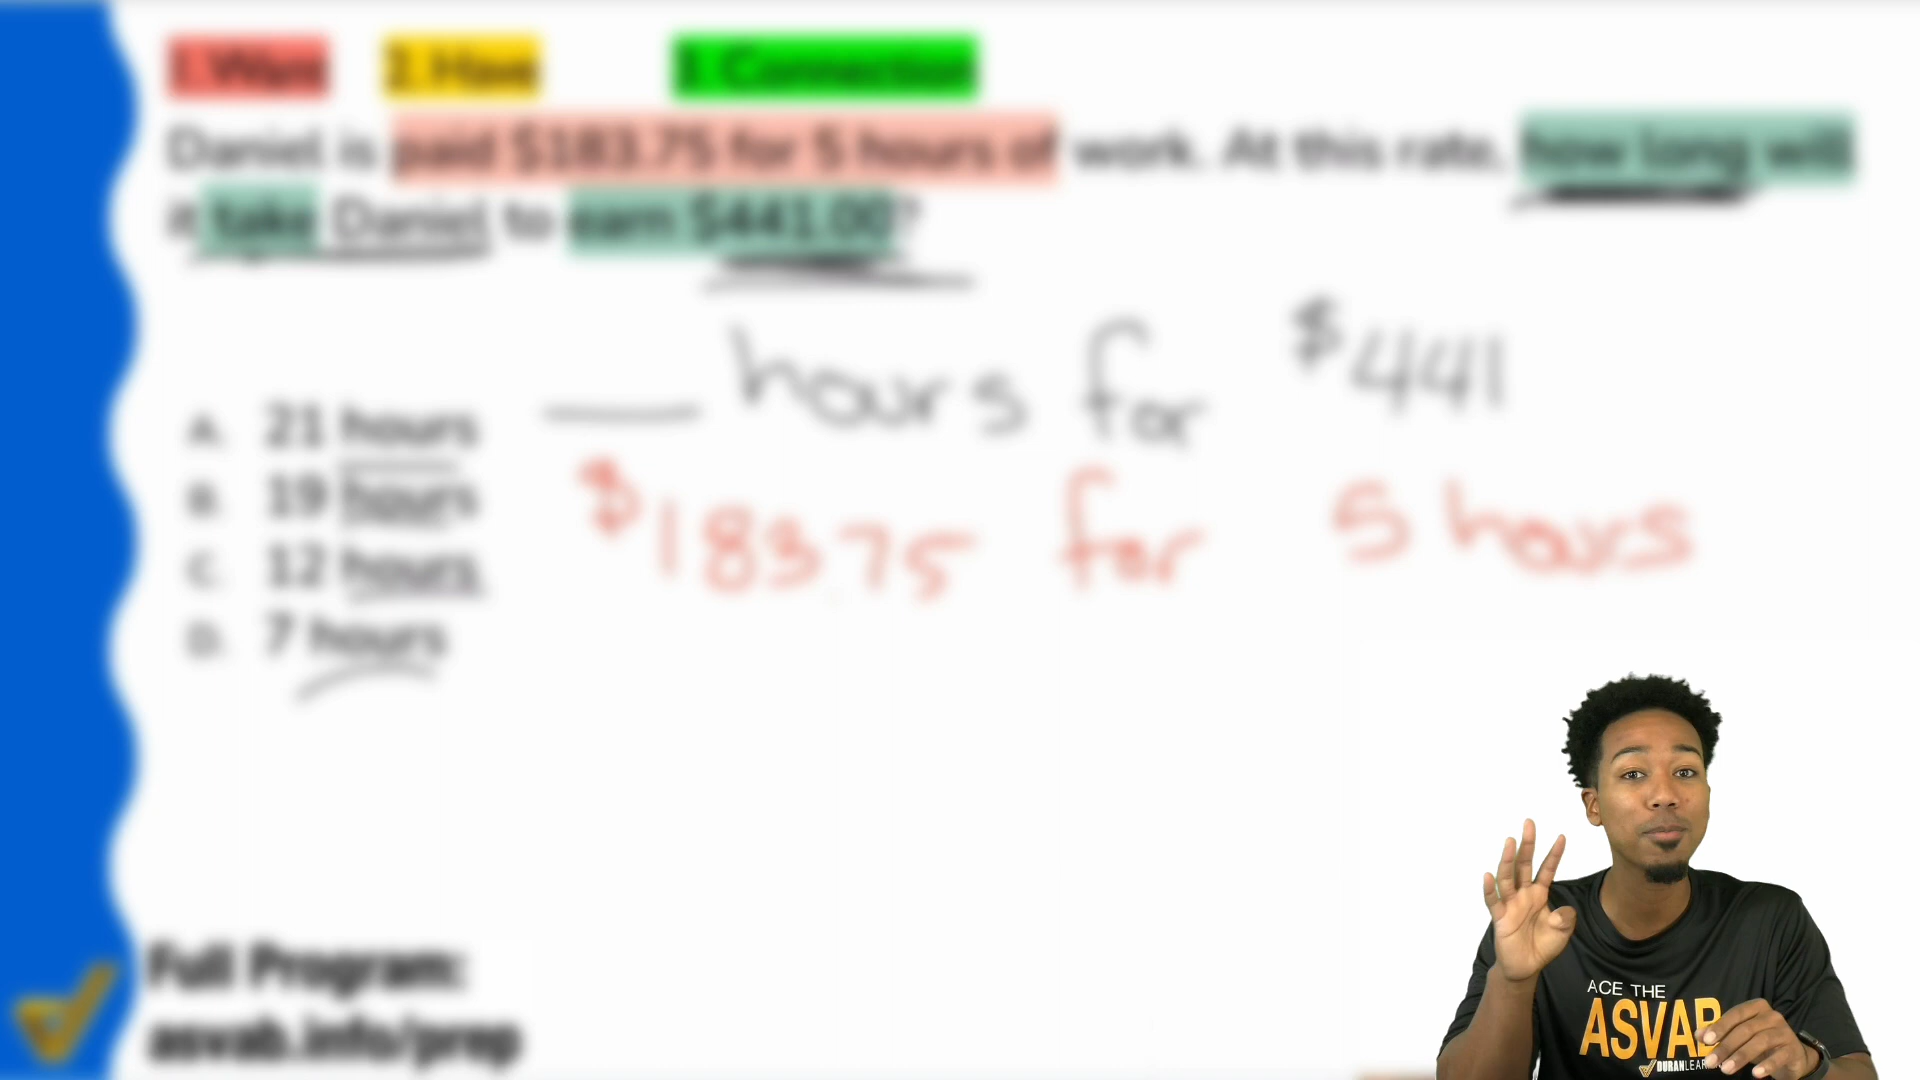 1. Want 2. Have 3. Connection
Daniel is paid $183.75 for 5 hours of work. At this rate, how long will
it take Daniel to earn $441.00?
hours for $441
A. 21 hours
B. 19 hours
$183.75 for 5 hours
C. 12 hours
D. 7 hours
Full Program:
asvab.info/prep
ACE THE
ASVAB
DURANLEAR